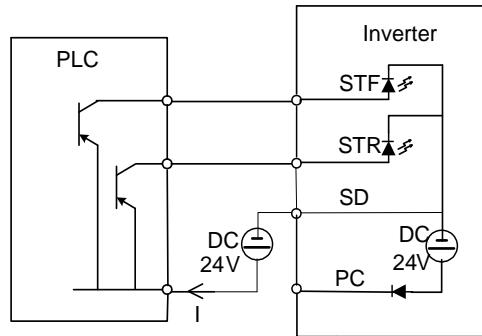 Inverter
PLC
STF
STR
SD
DC
24V
DC
24V
PC
I